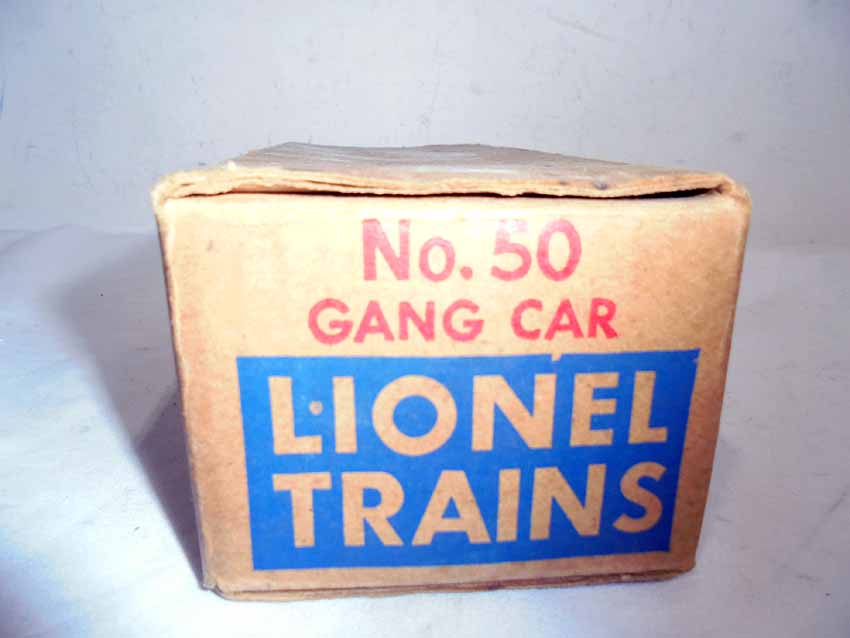 No. 50
GANG CAR
LIONEL
TRAINS